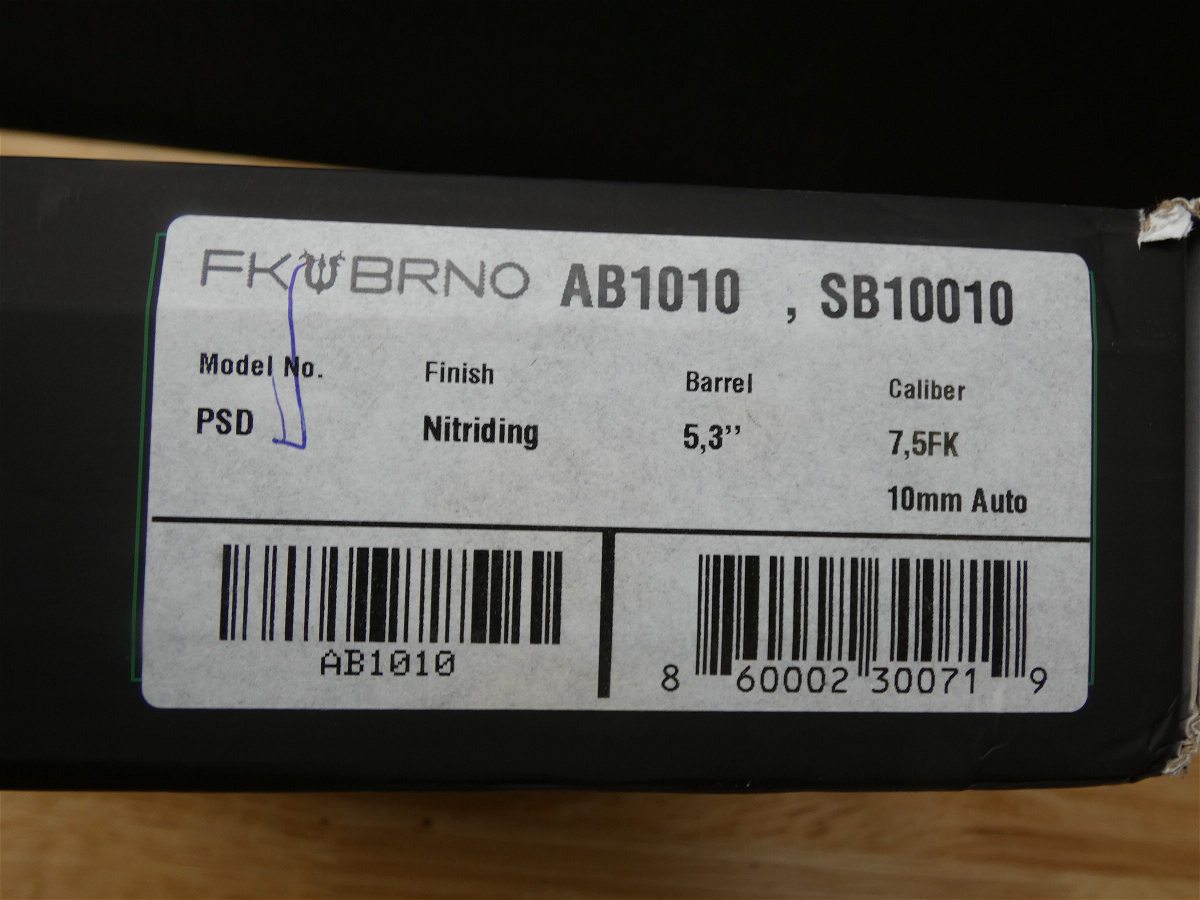 FK BRNO AB1010 , SB10010
Model No. Finish Barrel Caliber
PSD Nitriding 5,3’’ 7,5FK
10mm Auto
AB1010
8 60002 30071 9